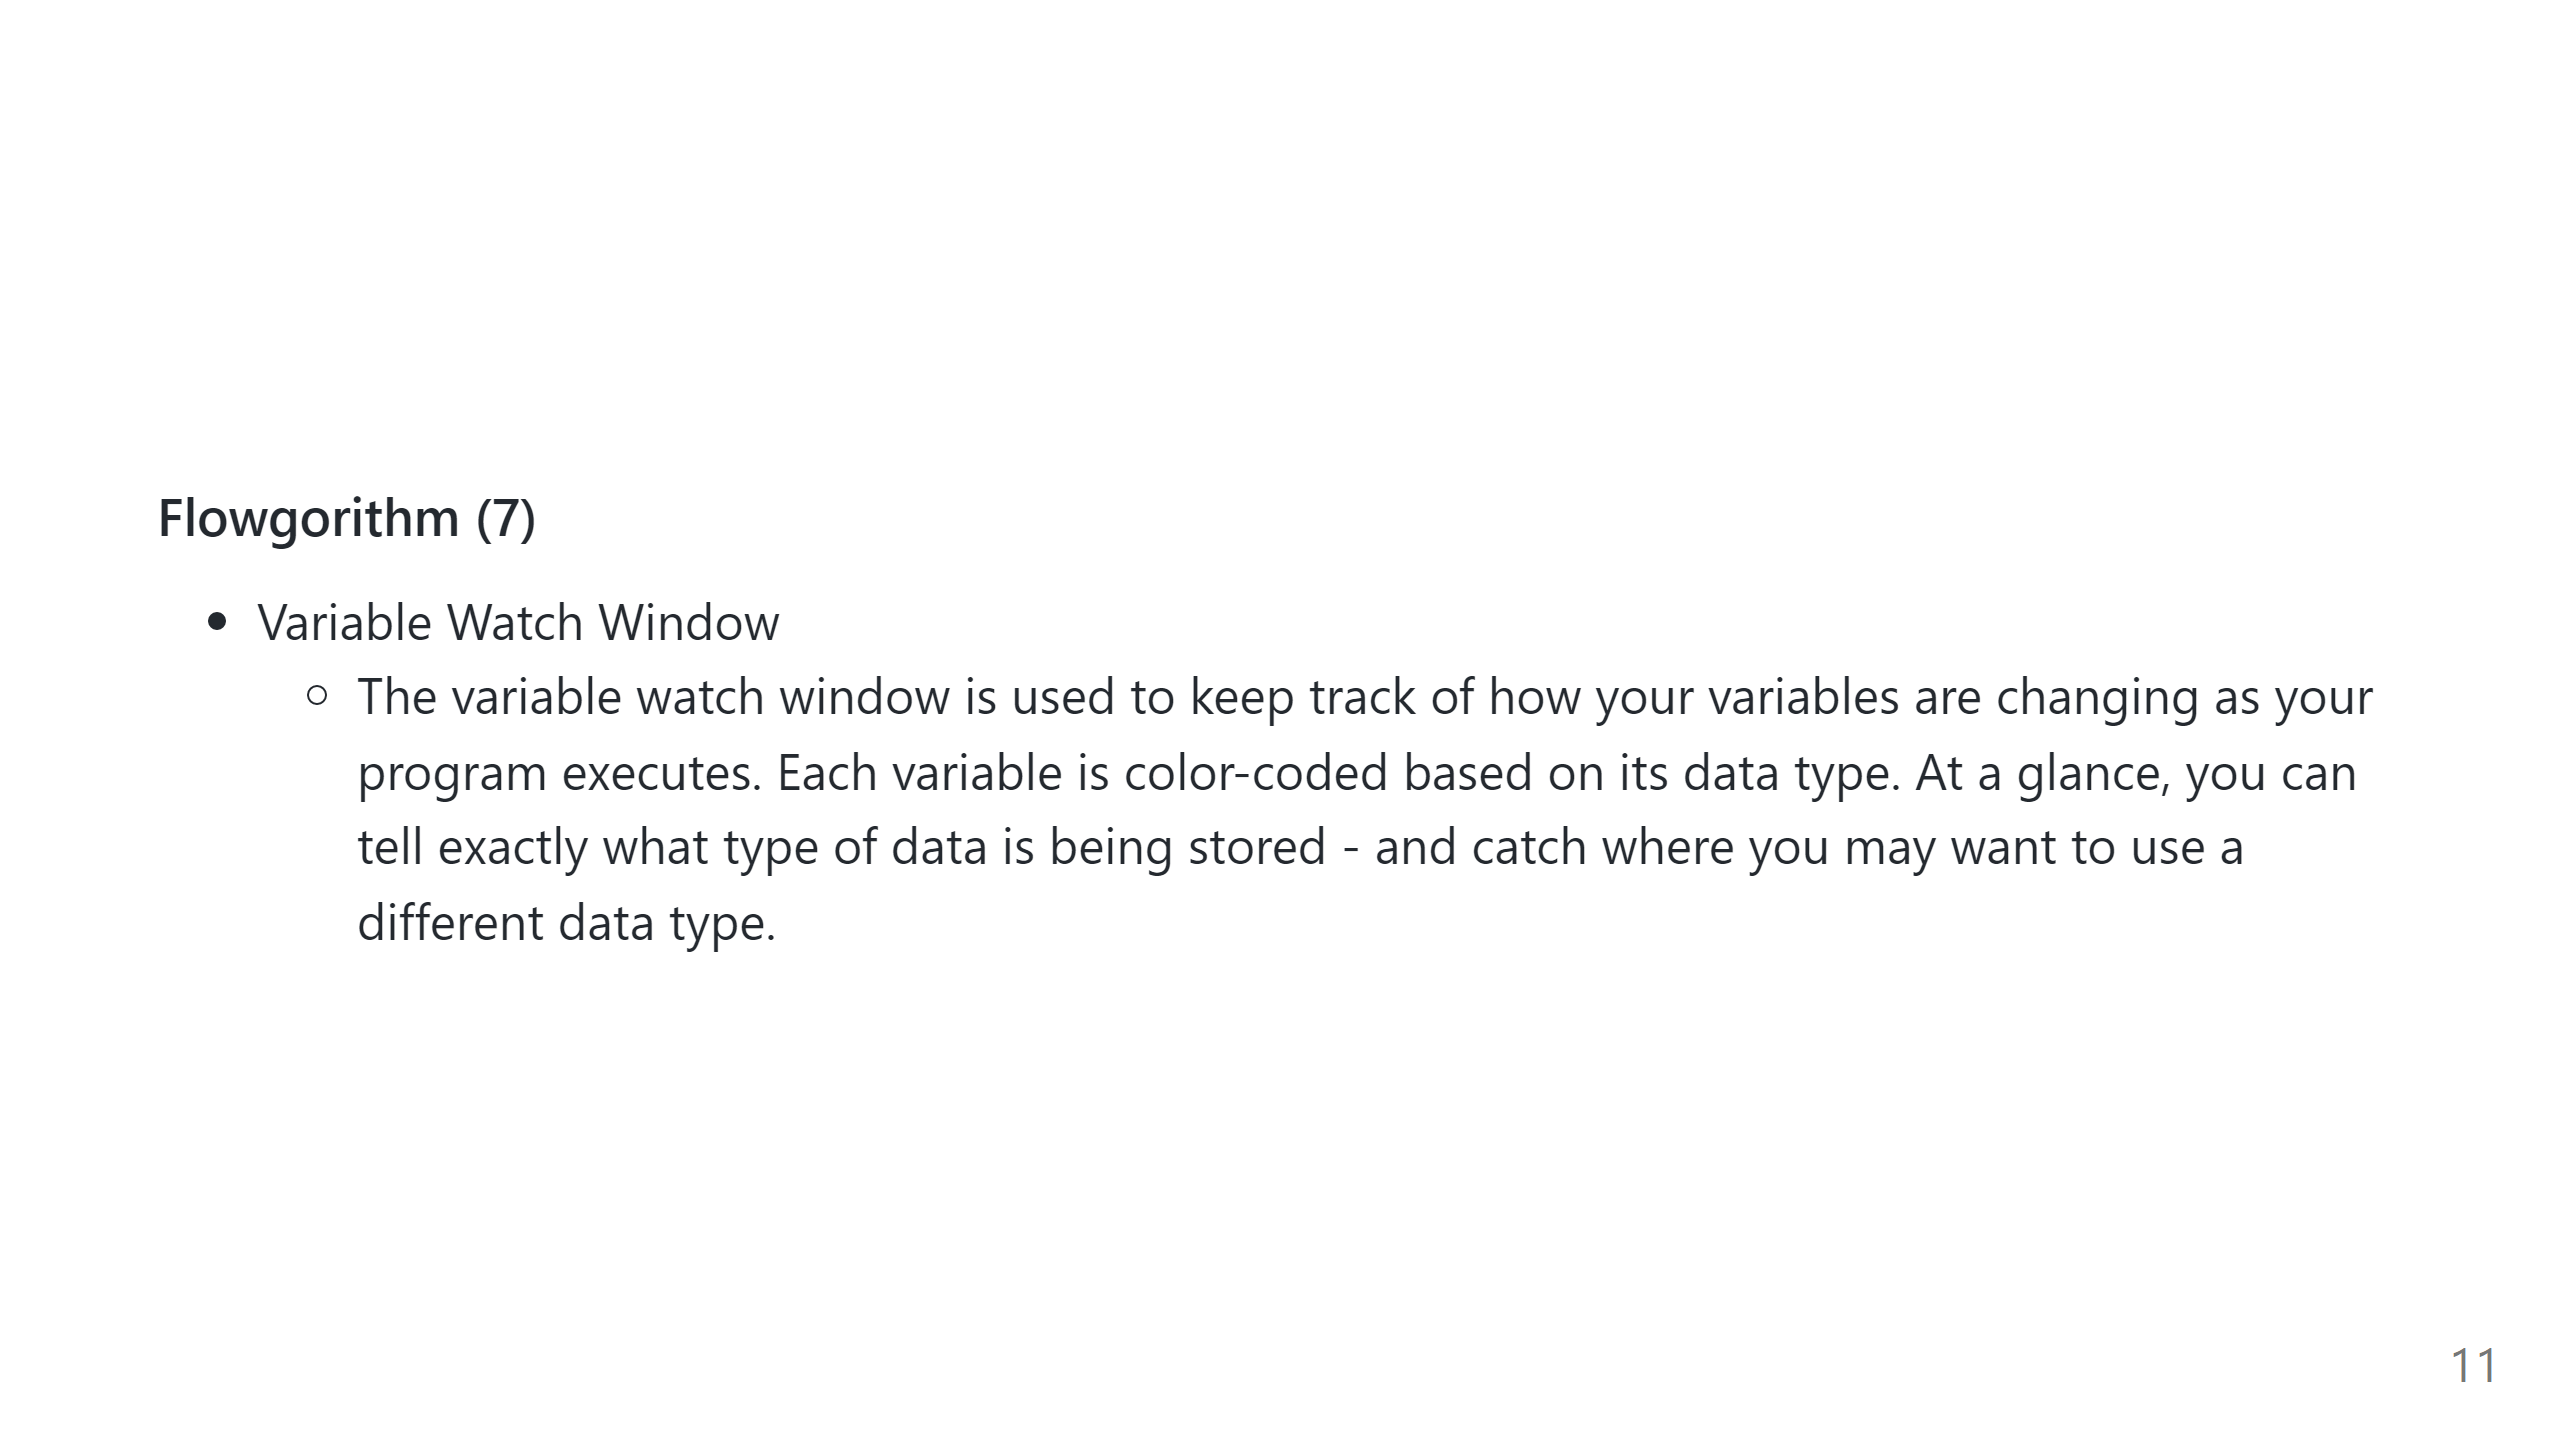 Flowgorithm (7)
• Variable Watch Window
○ The variable watch window is used to keep track of how your variables are changing as your
program executes. Each variable is color-coded based on its data type. At a glance, you can
tell exactly what type of data is being stored - and catch where you may want to use a
different data type.
11